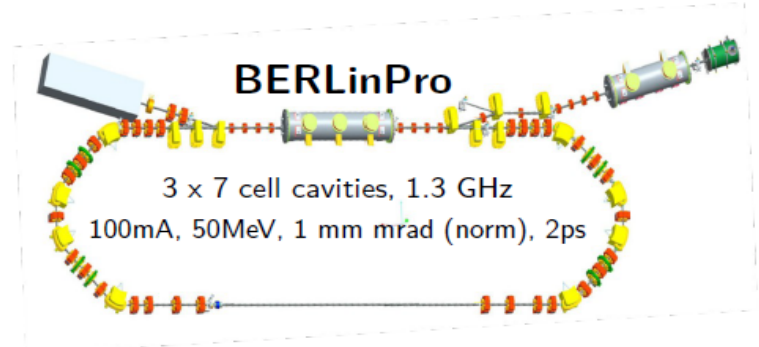 BERLinPro
3 x 7 cell cavities, 1.3 GHz
100mA, 50MeV, 1 mm mrad (norm), 2ps